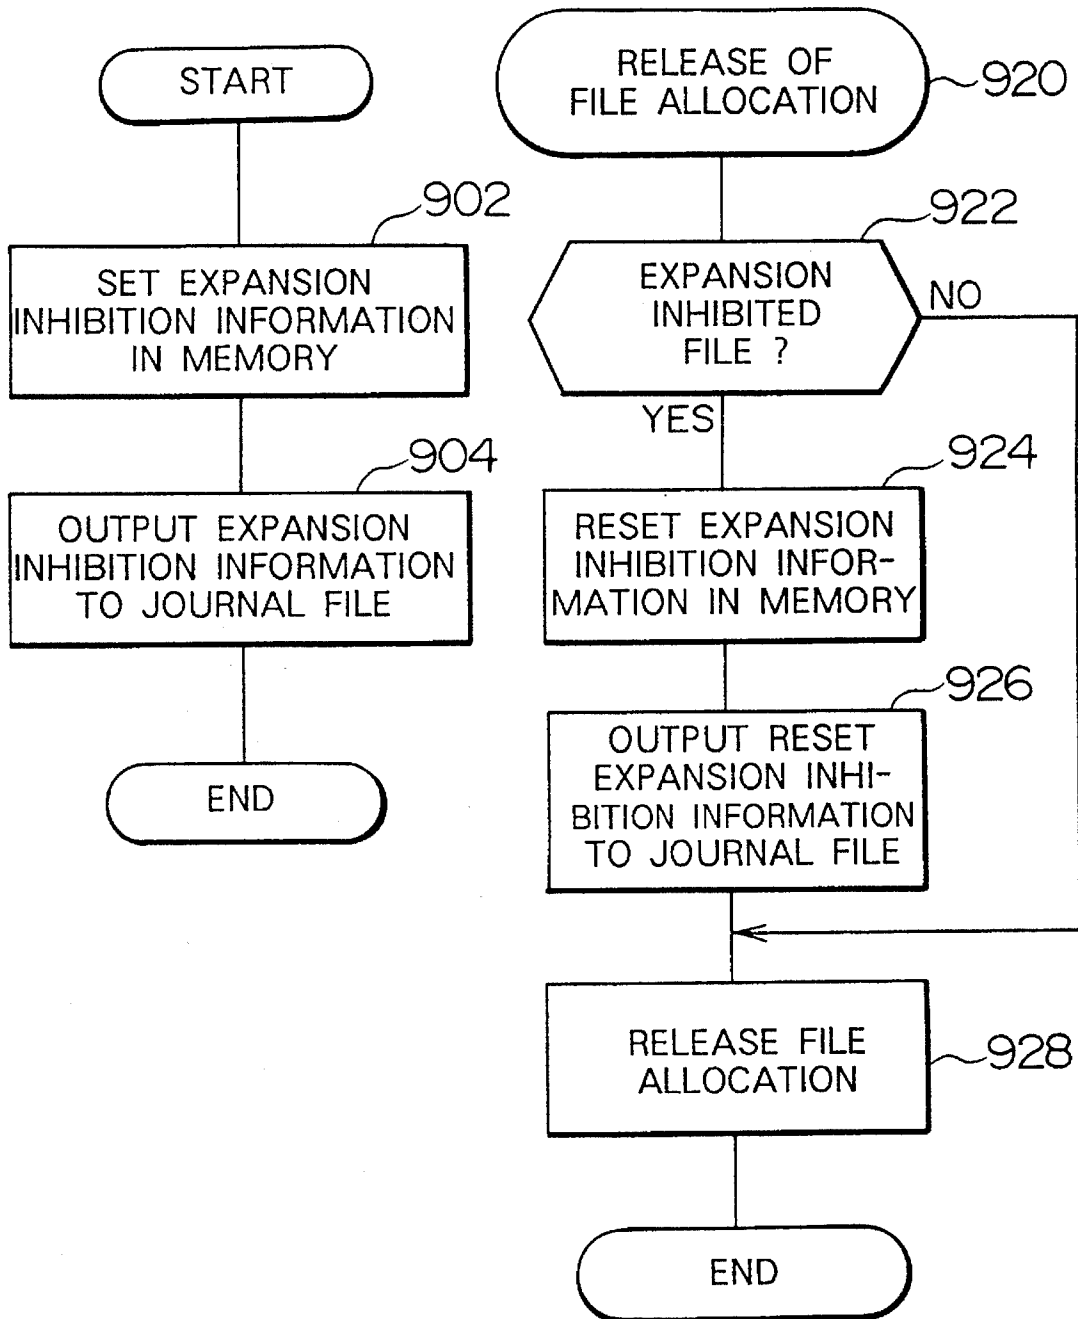 START
902
SET EXPANSION
INHIBITION INFORMATION
IN MEMORY
904
OUTPUT EXPANSION
INHIBITION INFORMATION
TO JOURNAL FILE
END
RELEASE OF
FILE ALLOCATION
920
922
EXPANSION
INHIBITED
FILE ?
NO
YES
924
RESET EXPANSION
INHIBITION INFOR-
MATION IN MEMORY
926
OUTPUT RESET
EXPANSION INHI-
BITION INFORMATION
TO JOURNAL FILE
RELEASE FILE
ALLOCATION
928
END